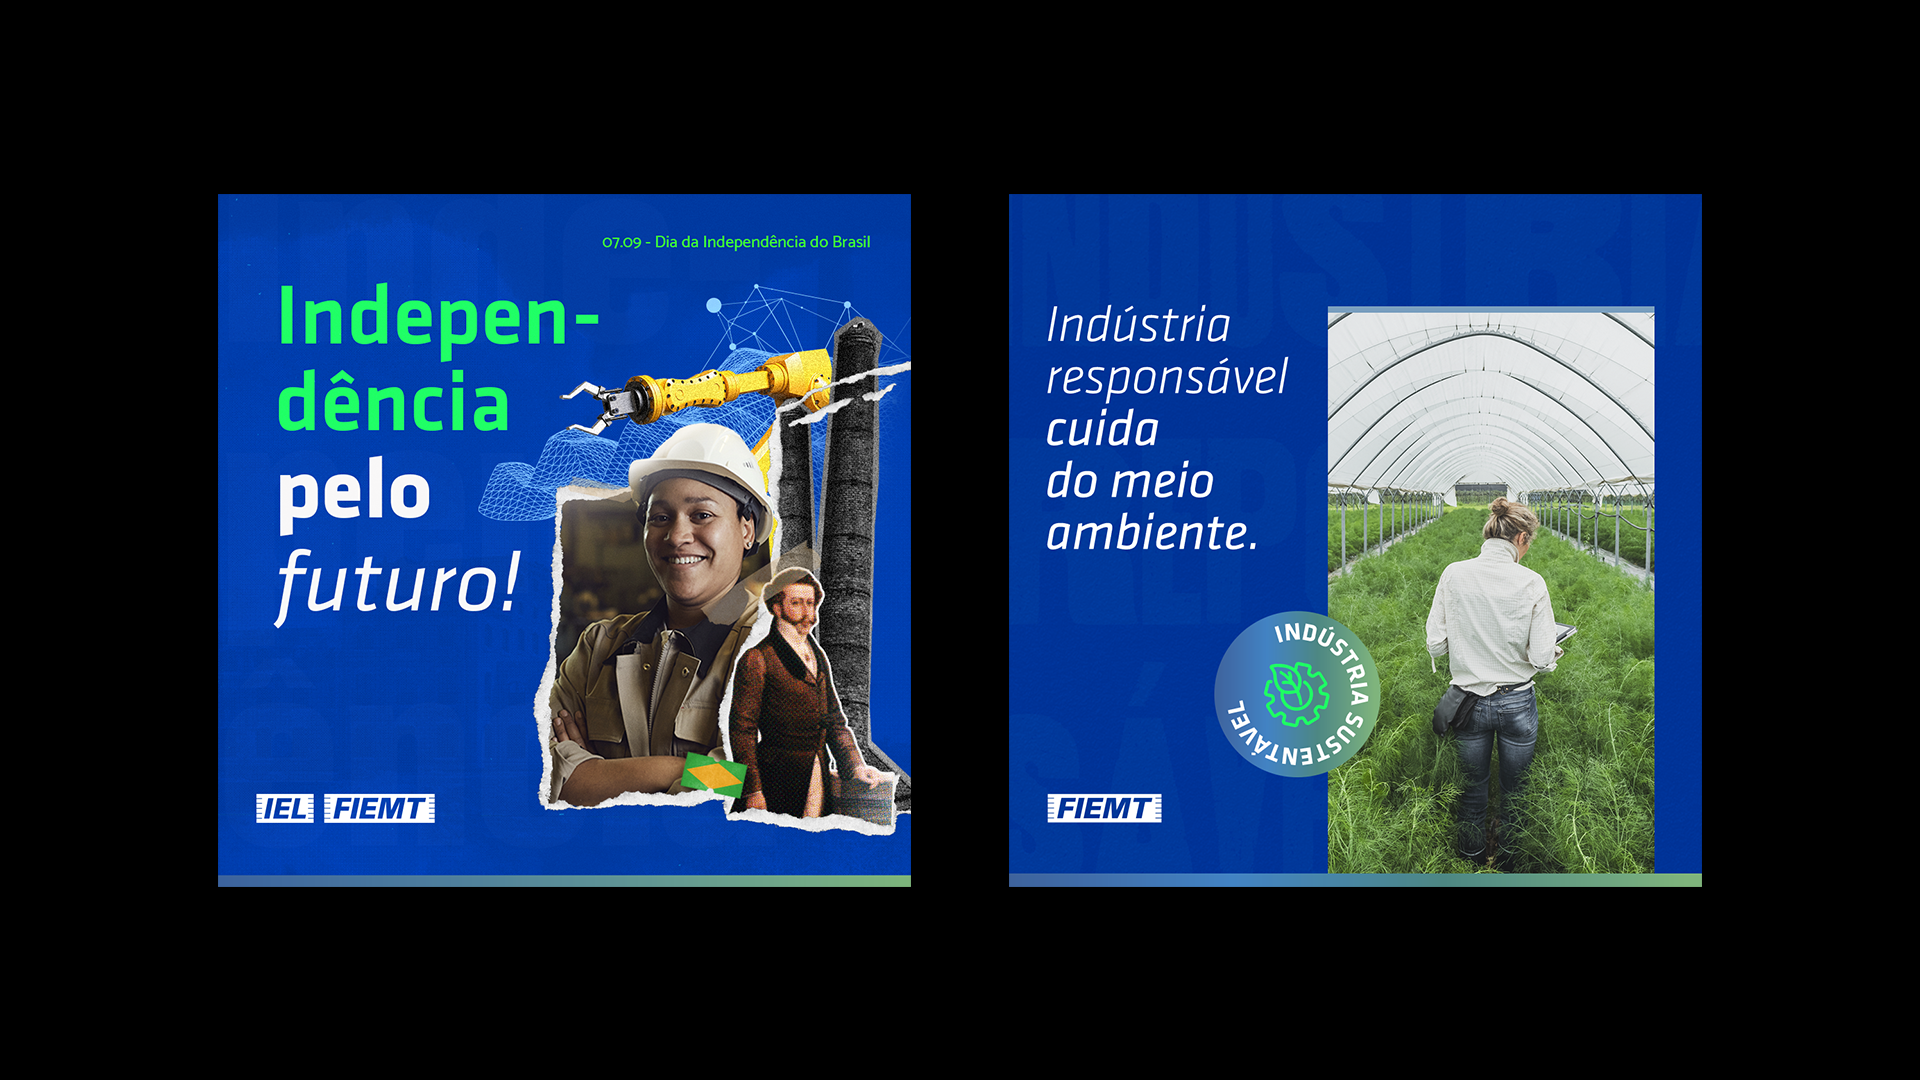 07.09 - Dia da Independência do Brasil
Indepen-
dência
pelo
futuro!
IEL FIEMT
Indústria
responsável
cuida
do meio
ambiente.
INDÚSTRIA SUSTENTÁVEL
FIEMT